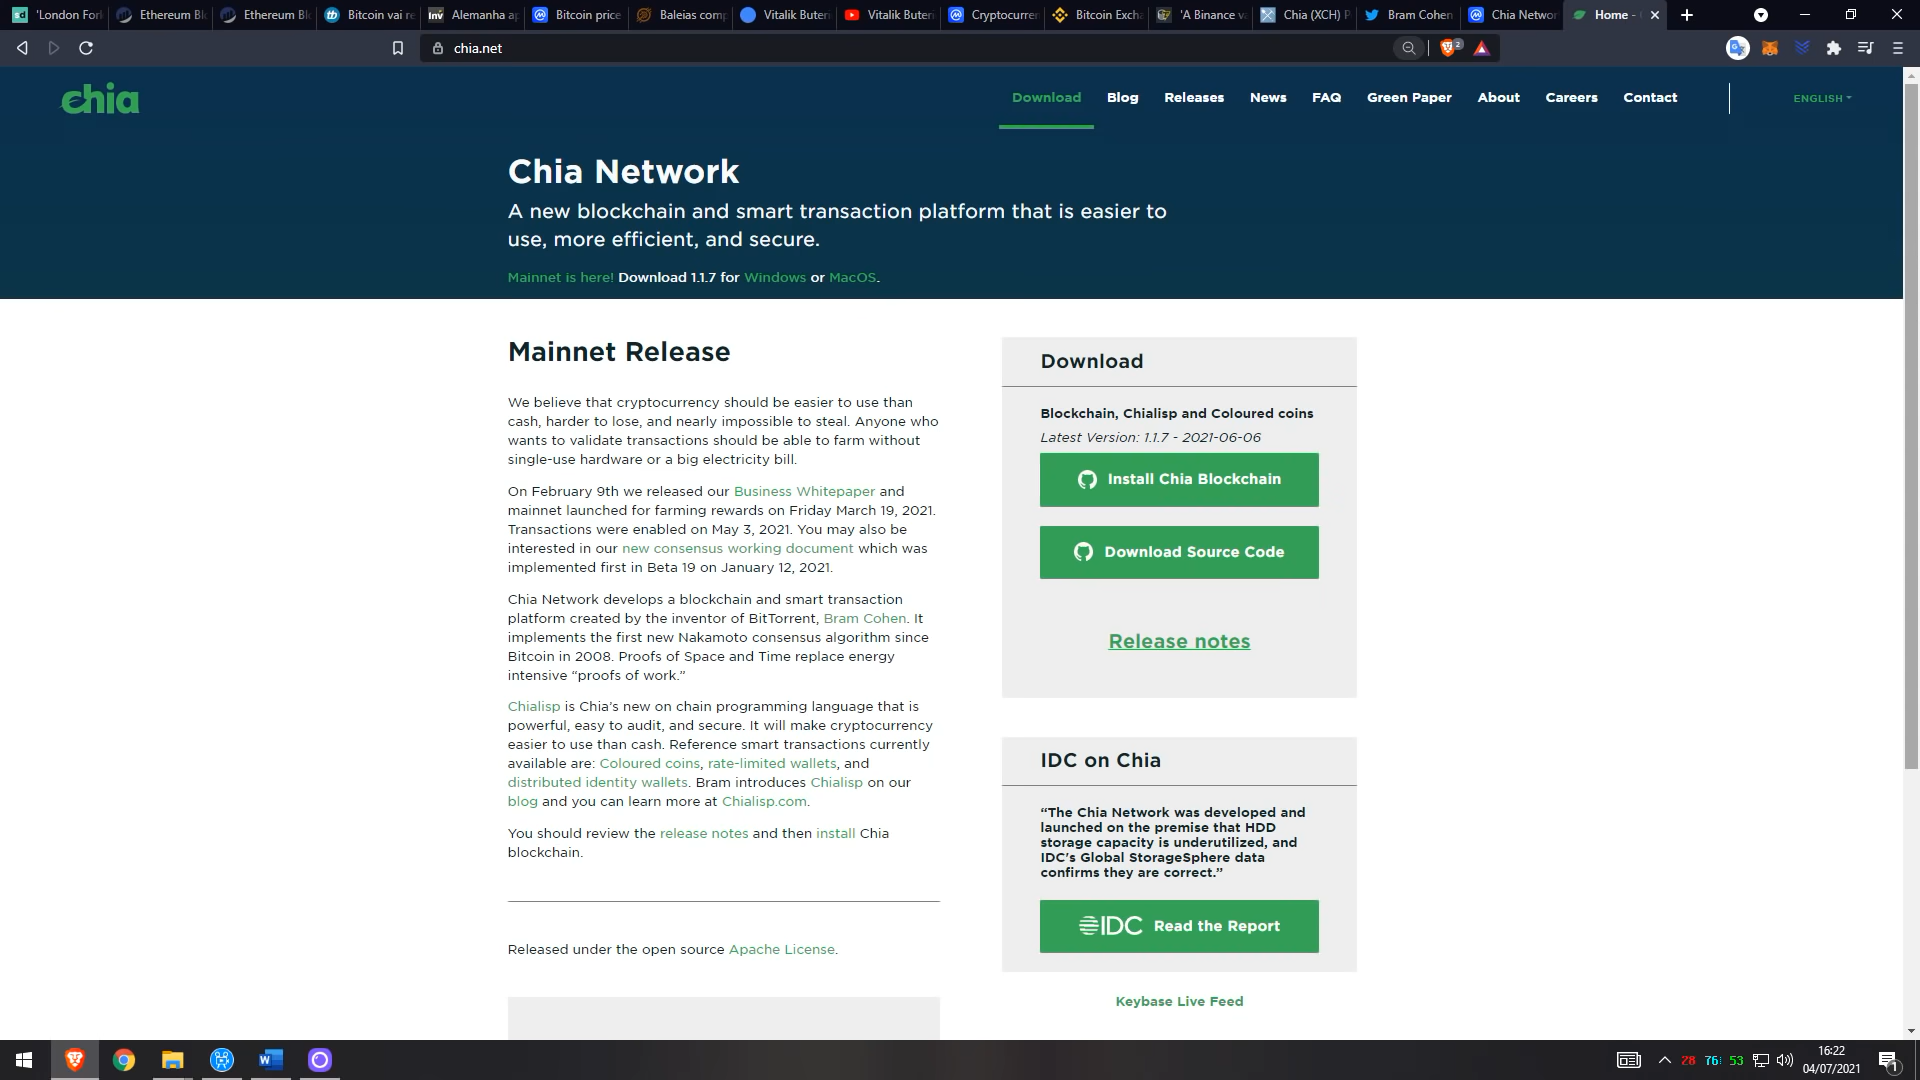 'London For
Ethereum Bl
Ethereum Bl
Bitcoin vai re
Inv
Alemanha ap
Bitcoin price
Baleias comp
Vitalik Buteri
Vitalik Buteri
Cryptocurren
Bitcoin Exch
'A Binance va
Chia (XCH) P
Bram Cohen
Chia Networ
Home -
chia.net
2
chia
Download
Blog
Releases
News
FAQ
Green Paper
About
Careers
Contact
ENGLISH
Chia Network
A new blockchain and smart transaction platform that is easier to
use, more efficient, and secure.
Mainnet is here! Download 1.1.7 for Windows or MacOS.
Mainnet Release
We believe that cryptocurrency should be easier to use than
cash, harder to lose, and nearly impossible to steal. Anyone who
wants to validate transactions should be able to farm without
single-use hardware or a big electricity bill.
On February 9th we released our Business Whitepaper and
mainnet launched for farming rewards on Friday March 19, 2021.
Transactions were enabled on May 3, 2021. You may also be
interested in our new consensus working document which was
implemented first in Beta 19 on January 12, 2021.
Chia Network develops a blockchain and smart transaction
platform created by the inventor of BitTorrent, Bram Cohen. It
implements the first new Nakamoto consensus algorithm since
Bitcoin in 2008. Proofs of Space and Time replace energy
intensive “proofs of work.”
Chialisp is Chia’s new on chain programming language that is
powerful, easy to audit, and secure. It will make cryptocurrency
easier to use than cash. Reference smart transactions currently
available are: Coloured coins, rate-limited wallets, and
distributed identity wallets. Bram introduces Chialisp on our
blog and you can learn more at Chialisp.com.
You should review the release notes and then install Chia
blockchain.
Released under the open source Apache License.
Download
Blockchain, Chialisp and Coloured coins
Latest Version: 1.1.7 - 2021-06-06
Install Chia Blockchain
Download Source Code
Release notes
IDC on Chia
“The Chia Network was developed and
launched on the premise that HDD
storage capacity is underutilized, and
IDC's Global StorageSphere data
confirms they are correct.”
IDC Read the Report
Keybase Live Feed
28 76 53
16:22
04/07/2021
1